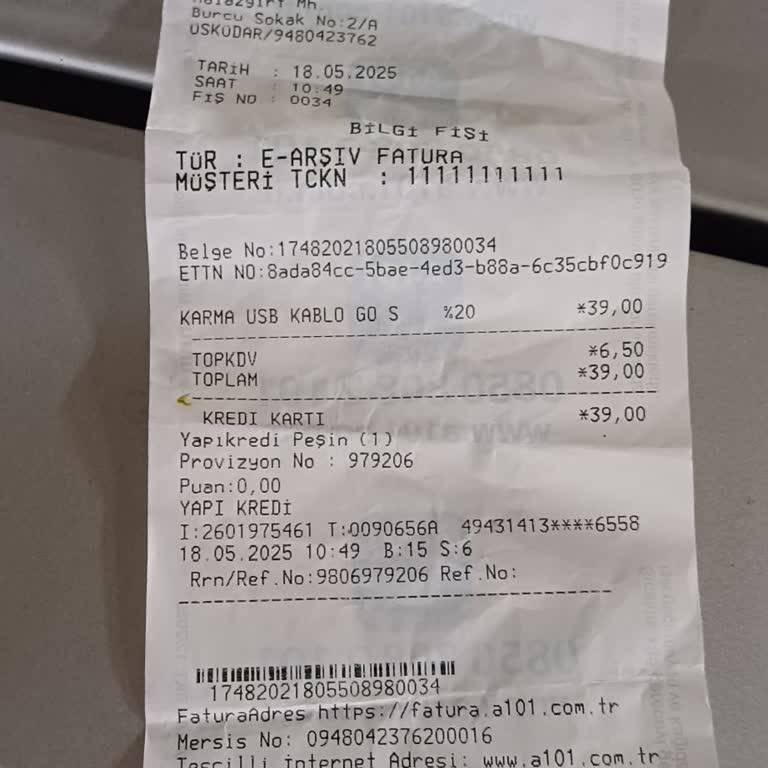 Malazgirt Mh.
Burcu Sokak No:2/A
ÜSKÜDAR/9480423762
TARİH : 18.05.2025
SAAT : 10:49
FİŞ NO : 0034
BİLGİ FİŞİ
TÜR : E-ARŞİV FATURA
MÜŞTERİ TCKN : 11111111111
Belge No:17482021805508980034
ETTN NO:8ada84cc-5bae-4ed3-b88a-6c35cbf0c919
KARMA USB KABLO GO S %20 *39,00
TOPKDV *6,50
TOPLAM *39,00
KREDI KARTI *39,00
Yapıkredi Peşin (1)
Provizyon No : 979206
Puan:0,00
YAPI KREDİ
I:2601975461 T:0090656A 49431413****6558
18.05.2025 10:49 B:15 S:6
Rrn/Ref.No:9806979206 Ref.No:
17482021805508980034
FaturaAdres https://fatura.a101.com.tr
Mersis No: 0948042376200016
Tescilli İnternet Adresi: www.a101.com.tr